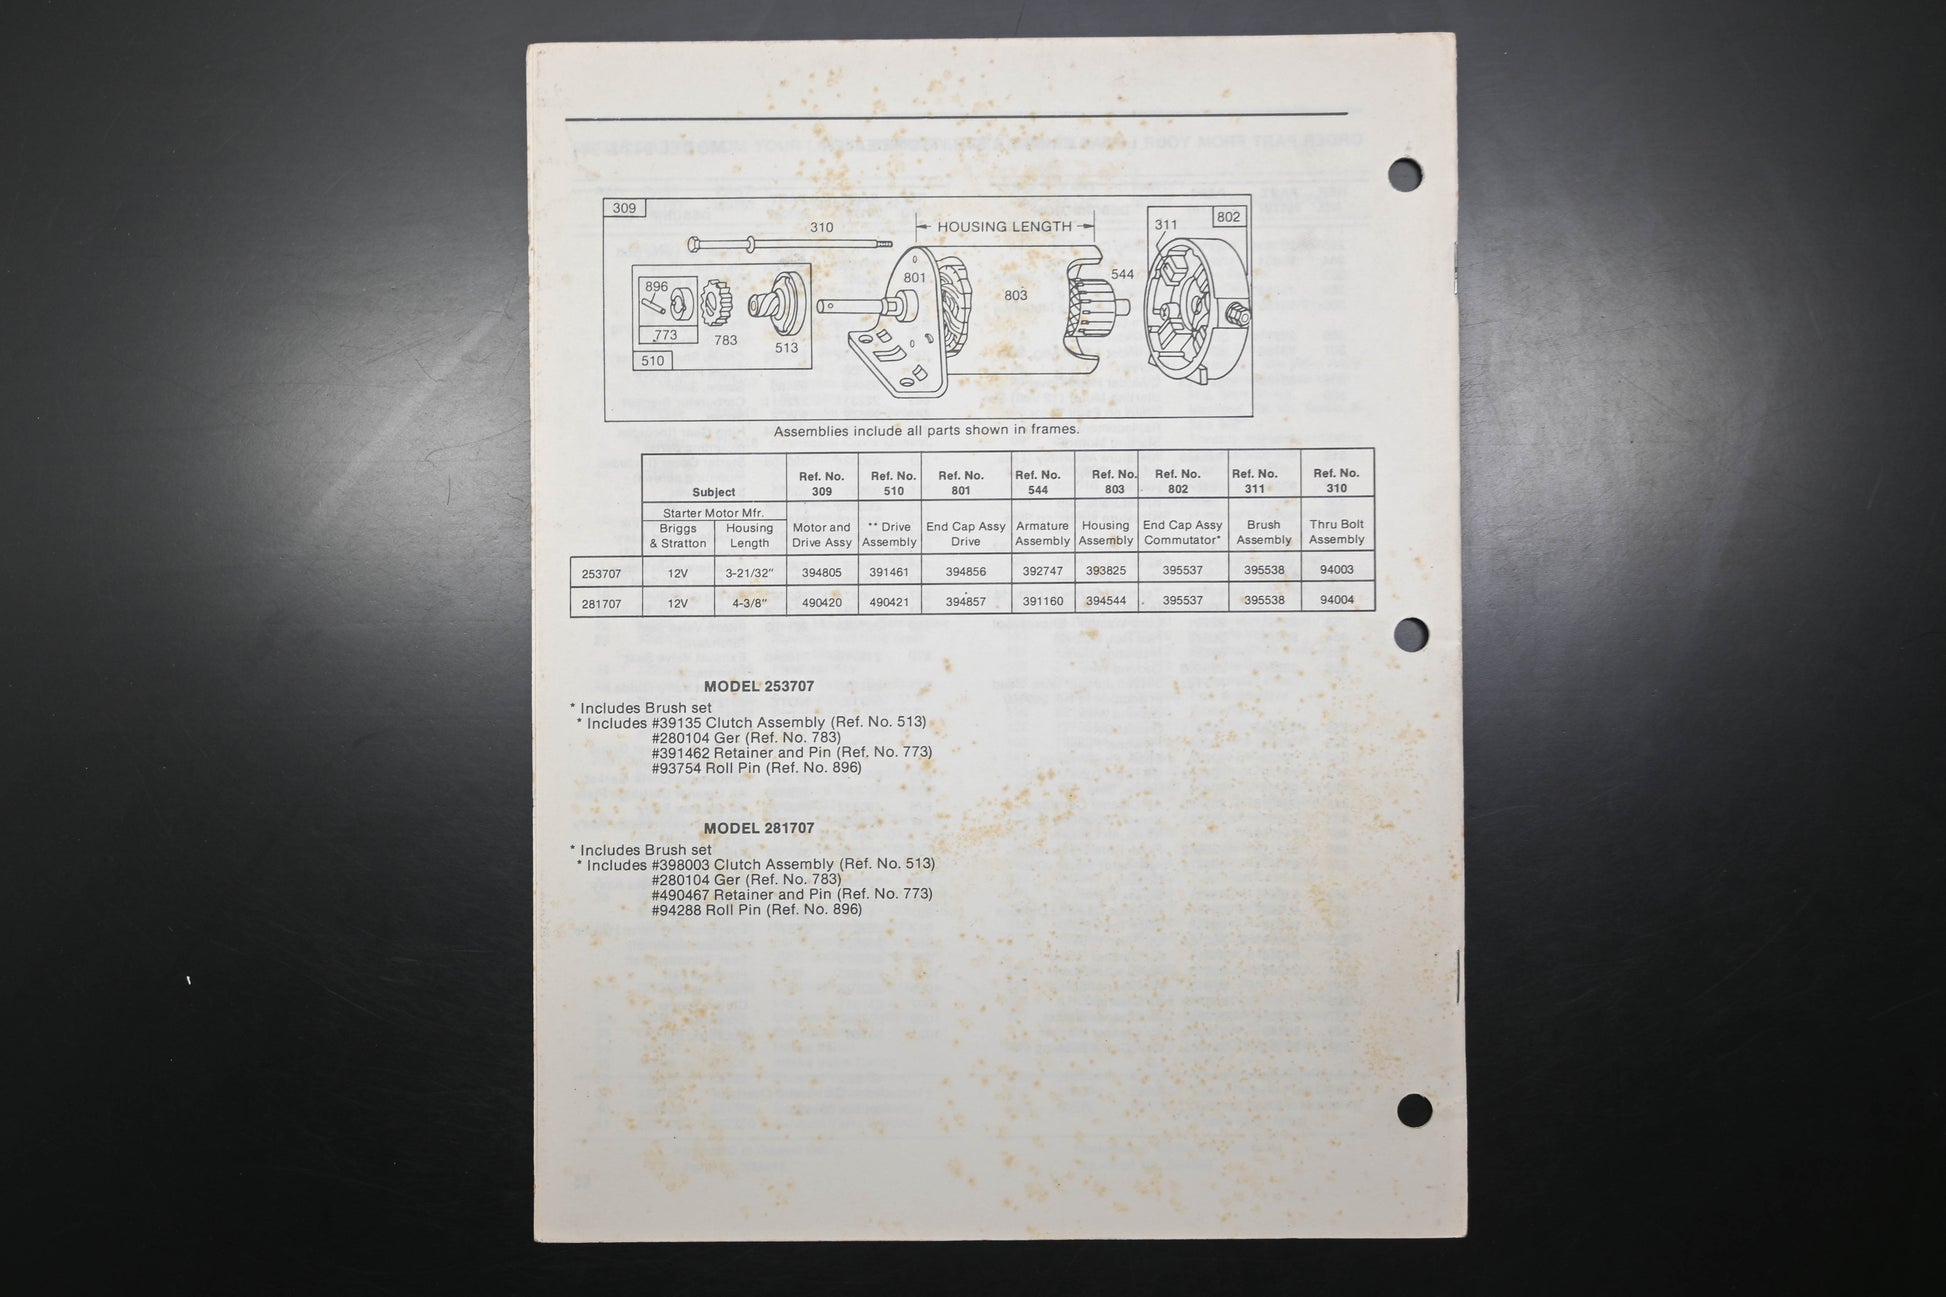 309
310
HOUSING LENGTH
311
802
896
801
544
803
773
783
513
510
Assemblies include all parts shown in frames.
Subject Ref. No. 309 Ref. No. 510 Ref. No. 801 Ref. No. 544 Ref. No. 803 Ref. No. 802 Ref. No. 311 Ref. No. 310
Starter Motor Mfr.
Briggs & Stratton Housing Length Motor and Drive Assy ** Drive Assembly End Cap Assy Drive Armature Assembly Housing Assembly End Cap Assy Commutator* Brush Assembly Thru Bolt Assembly
253707 12V 3-21/32" 394805 391461 394856 392747 393825 395537 395538 94003
281707 12V 4-3/8" 490420 490421 394857 391160 394544 395537 395538 94004
MODEL 253707
* Includes Brush set
* Includes #39135 Clutch Assembly (Ref. No. 513)
#280104 Ger (Ref. No. 783)
#391462 Retainer and Pin (Ref. No. 773)
#93754 Roll Pin (Ref. No. 896)
MODEL 281707
* Includes Brush set
* Includes #398003 Clutch Assembly (Ref. No. 513)
#280104 Ger (Ref. No. 783)
#490467 Retainer and Pin (Ref. No. 773)
#94288 Roll Pin (Ref. No. 896)